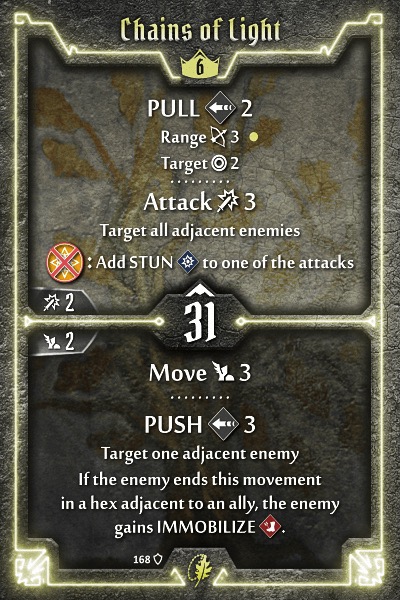 Chains of Light
6
PULL 2
Range 3
Target 2
Attack 3
Target all adjacent enemies
: Add STUN to one of the attacks
2
31
2
Move 3
PUSH 3
Target one adjacent enemy
If the enemy ends this movement
in a hex adjacent to an ally, the enemy
gains IMMOBILIZE .
168